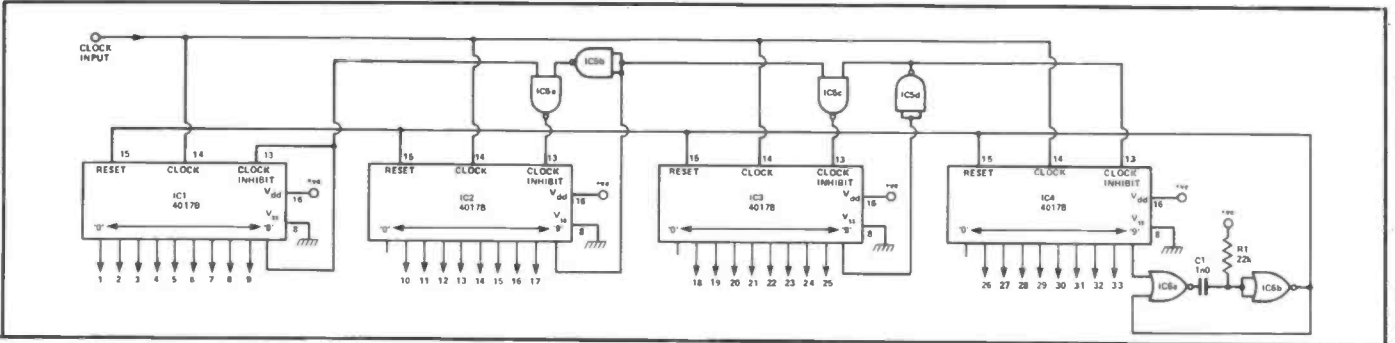 CLOCK
INPUT
IC5b
IC5a
IC5c
IC5d
15 14 13
RESET CLOCK CLOCK
INHIBIT
IC1
4017B
Vdd
16
+ve
Vss
8
"0" "9"
1 2 3 4 5 6 7 8 9
15 14 13
RESET CLOCK CLOCK
INHIBIT
IC2
4017B
Vdd
16
+ve
Vss
8
"0" "9"
10 11 12 13 14 15 16 17
15 14 13
RESET CLOCK CLOCK
INHIBIT
IC3
4017B
Vdd
16
+ve
Vss
8
"0" "9"
18 19 20 21 22 23 24 25
15 14 13
RESET CLOCK CLOCK
INHIBIT
IC4
4017B
Vdd
16
+ve
Vss
8
"0" "9"
26 27 28 29 30 31 32 33
+ve
R1
22k
C1
1n0
IC6a
IC6b